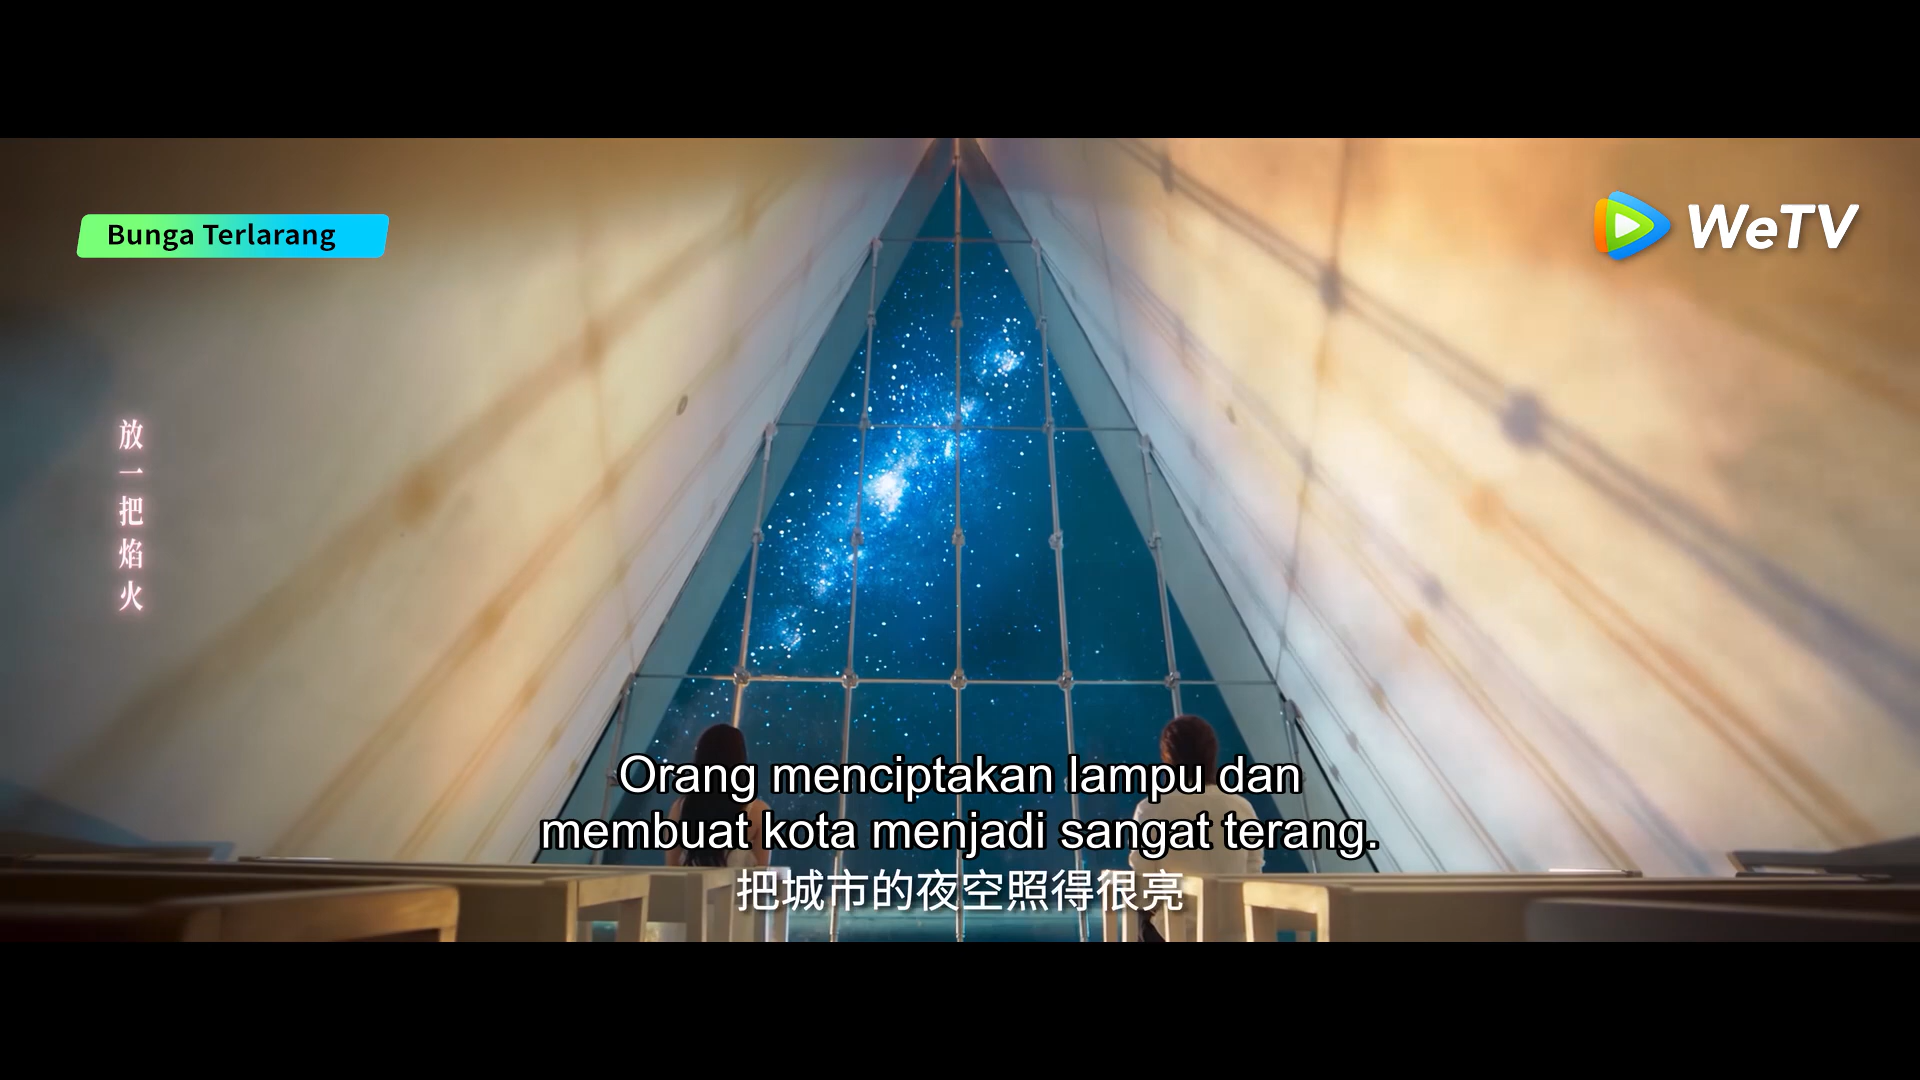 Bunga Terlarang
WeTV
放一把焰火
Orang menciptakan lampu dan
membuat kota menjadi sangat terang.
把城市的夜空照得很亮